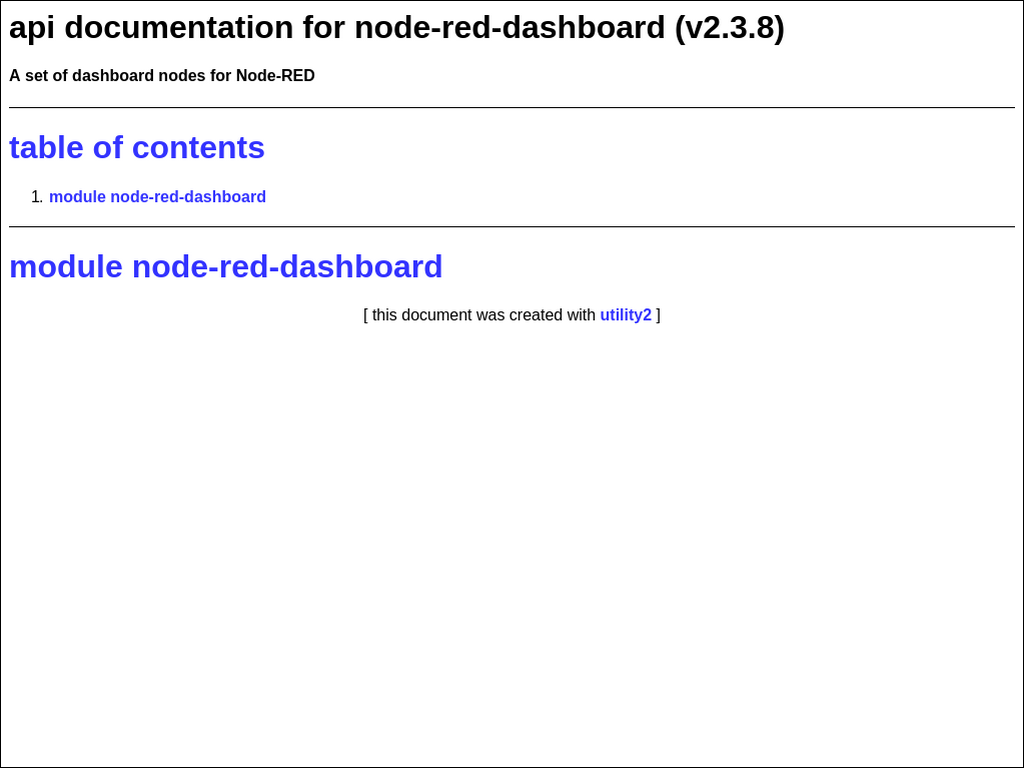 api documentation for node-red-dashboard (v2.3.8)
A set of dashboard nodes for Node-RED
table of contents
1. module node-red-dashboard
module node-red-dashboard
[ this document was created with utility2 ]